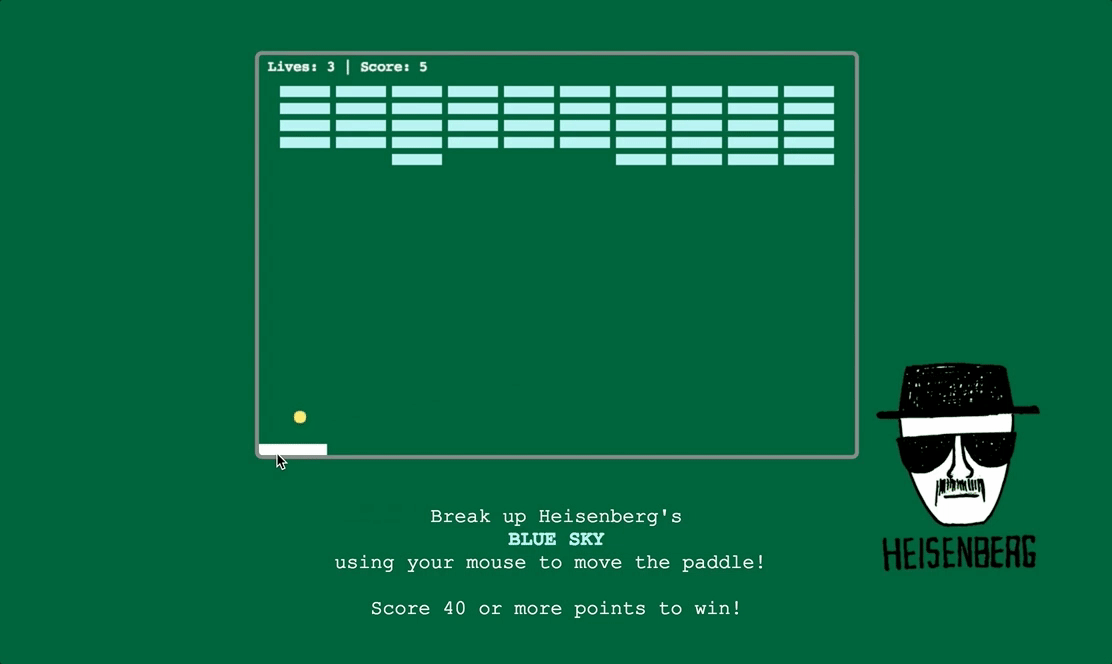 Lives: 3 | Score: 5
Break up Heisenberg's
BLUE SKY
using your mouse to move the paddle!
Score 40 or more points to win!
HEISENBERG